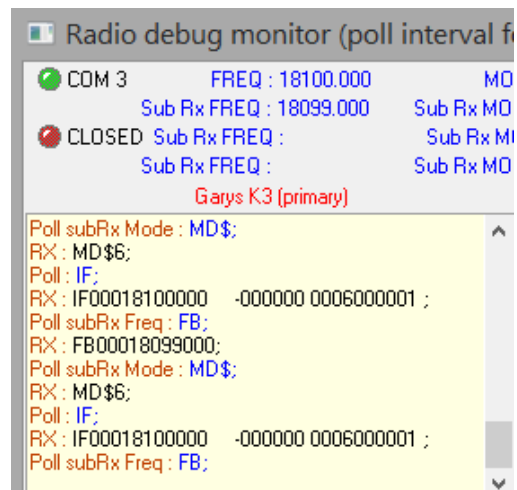 Radio debug monitor (poll interval f
COM 3 FREQ : 18100.000 MO
Sub Rx FREQ : 18099.000 Sub Rx MO
CLOSED Sub Rx FREQ : Sub Rx M
Sub Rx FREQ : Sub Rx MO
Garys K3 (primary)
Poll subRx Mode : MD$;
RX : MD$6;
Poll : IF;
RX : IF00018100000 -000000 0006000001 ;
Poll subRx Freq : FB;
RX : FB00018099000;
Poll subRx Mode : MD$;
RX : MD$6;
Poll : IF;
RX : IF00018100000 -000000 0006000001 ;
Poll subRx Freq : FB;